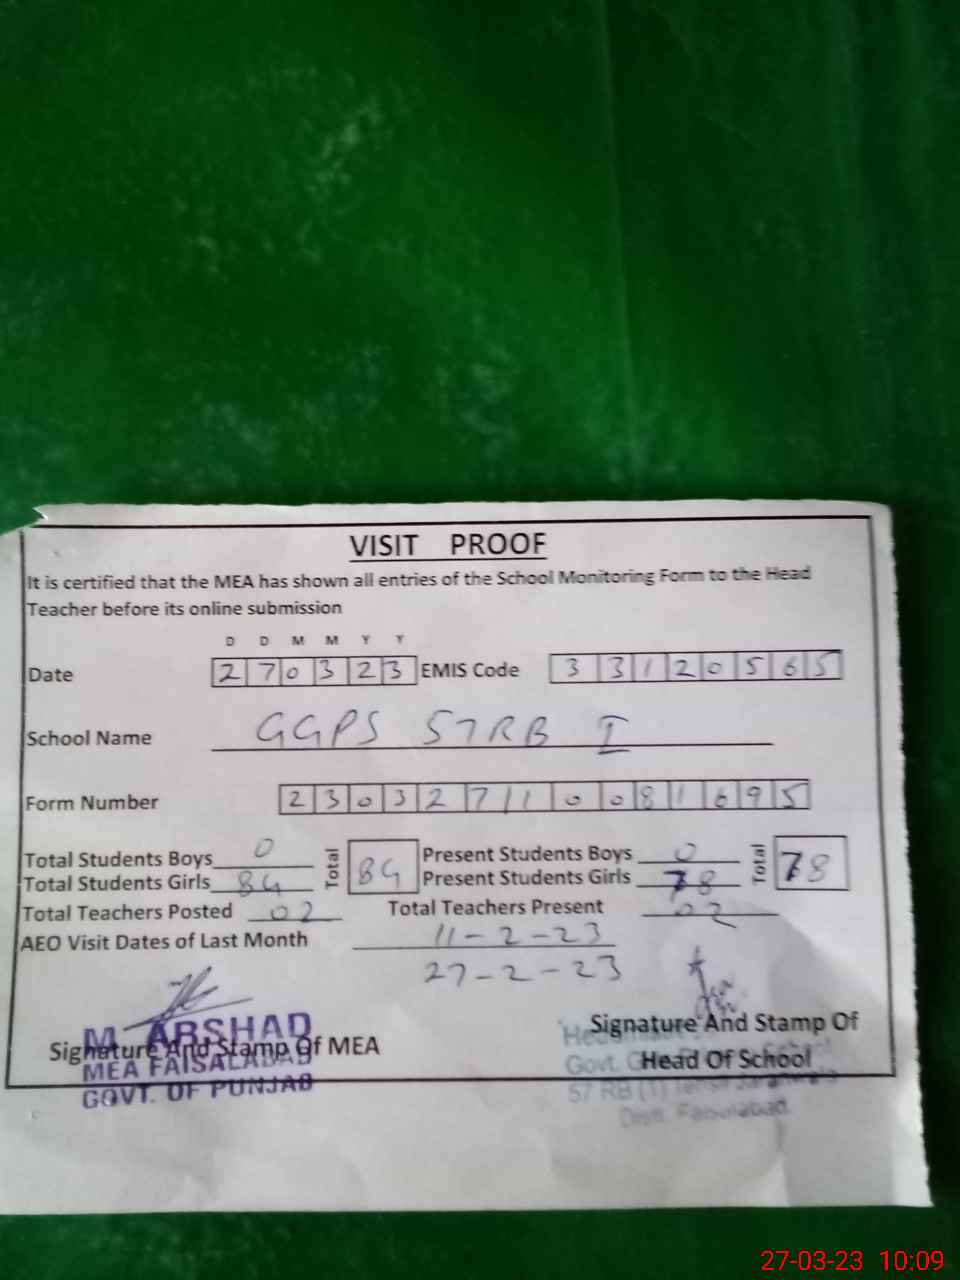 VISIT PROOF
It is certified that the MEA has shown all entries of the School Monitoring Form to the Head
Teacher before its online submission
D D M M Y Y
Date 270323 EMIS Code 33120565
School Name GGPS 57RB I
Form Number 230327110081695
Total Students Boys 0 Total 84 Present Students Boys 0 Total 78
Total Students Girls 84 Present Students Girls 78
Total Teachers Posted 02 Total Teachers Present 02
AEO Visit Dates of Last Month 11-2-23
27-2-23
Signature And Stamp Of MEA
M. ARSHAD
MEA FAISALABAD
GOVT. OF PUNJAB
Signature And Stamp Of
Head Of School
Govt.
57 RB (1)
Distt. Faisalabad
27-03-23 10:09